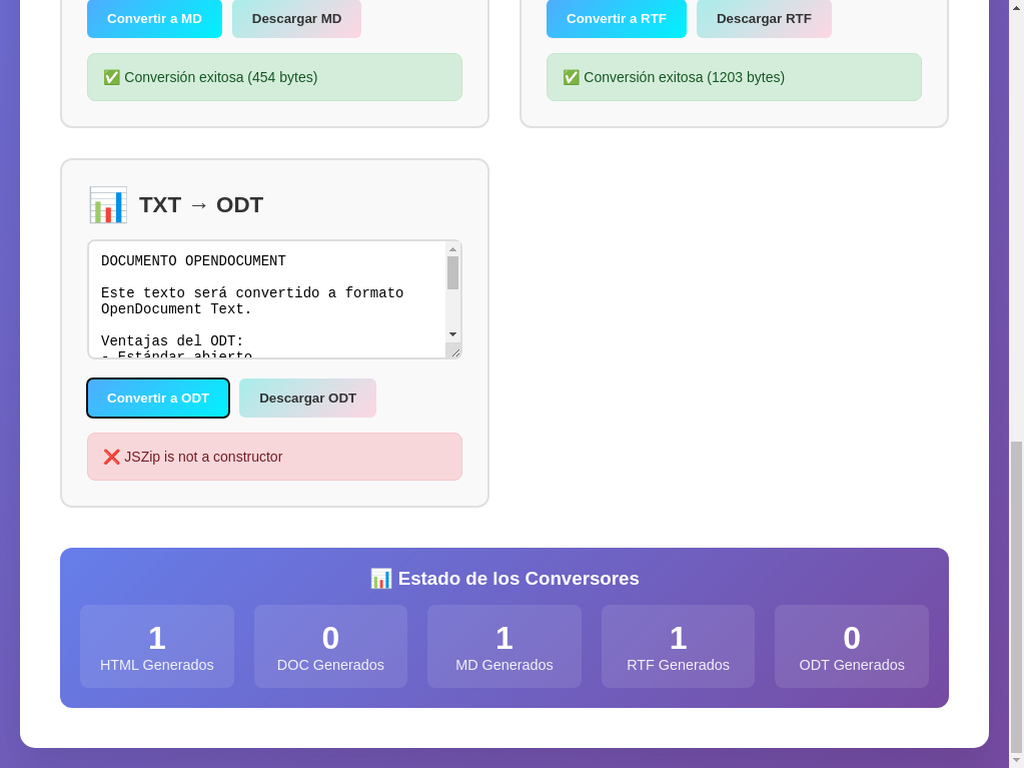 Convertir a MD
Descargar MD
✅ Conversión exitosa (454 bytes)
Convertir a RTF
Descargar RTF
✅ Conversión exitosa (1203 bytes)
📊 TXT → ODT
DOCUMENTO OPENDOCUMENT
Este texto será convertido a formato
OpenDocument Text.
Ventajas del ODT:
- Estándar abierto
Convertir a ODT
Descargar ODT
❌ JSZip is not a constructor
📊 Estado de los Conversores
1
HTML Generados
0
DOC Generados
1
MD Generados
1
RTF Generados
0
ODT Generados